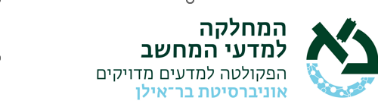 המחלקה
למדעי המחשב
הפקולטה למדעים מדויקים
אוניברסיטת בר־אילן